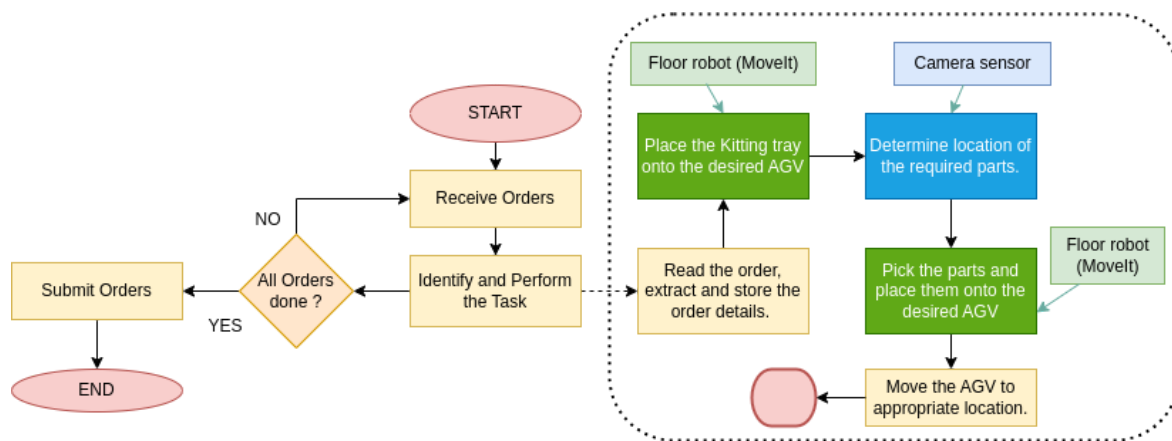 Floor robot (MoveIt)
Camera sensor
START
Place the Kitting tray
onto the desired AGV
Determine location of
the required parts.
Receive Orders
NO
All Orders
done ?
YES
Submit Orders
Identify and Perform
the Task
Read the order,
extract and store the
order details.
Floor robot
(MoveIt)
Pick the parts and
place them onto the
desired AGV
END
Move the AGV to
appropriate location.